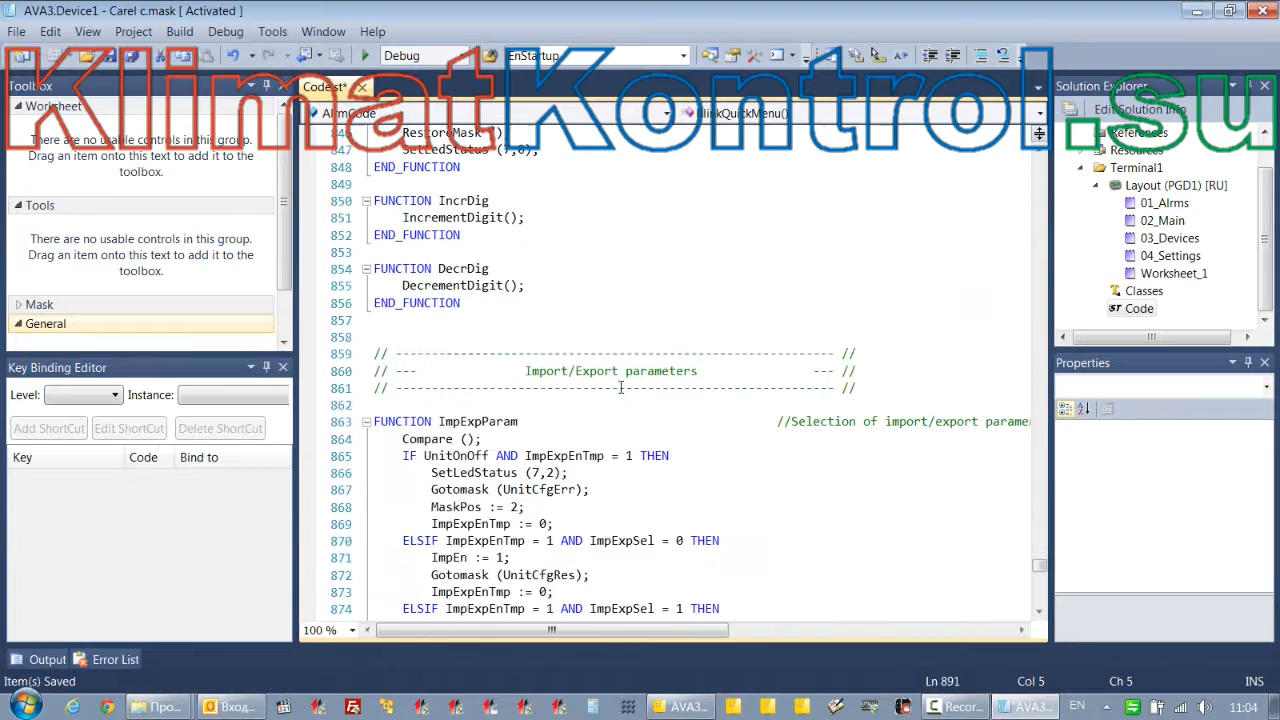 AVA3.Device1 - Carel c.mask [ Activated ]
File Edit View Project Build Debug Tools Window Help
Debug EnStartup
KlimatKontrol.su
Toolbox
Worksheet
There are no usable controls in this group.
Drag an item onto this text to add it to the
toolbox.
Tools
There are no usable controls in this group.
Drag an item onto this text to add it to the
toolbox.
Mask
General
Key Binding Editor
Level: Instance:
Add ShortCut Edit ShortCut Delete ShortCut
Key Code Bind to
Code.st*
AlrmCode BlinkQuickMenu()
846 RestoreMask ();
847 SetLedStatus (7,0);
848 END_FUNCTION
849
850 FUNCTION IncrDig
851 IncrementDigit();
852 END_FUNCTION
853
854 FUNCTION DecrDig
855 DecrementDigit();
856 END_FUNCTION
857
858
859 // ------------------------------------------------------------- //
860 // --- Import/Export parameters --- //
861 // ------------------------------------------------------------- //
862
863 FUNCTION ImpExpParam //Selection of import/export parame
864 Compare ();
865 IF UnitOnOff AND ImpExpEnTmp = 1 THEN
866 SetLedStatus (7,2);
867 Gotomask (UnitCfgErr);
868 MaskPos := 2;
869 ImpExpEnTmp := 0;
870 ELSIF ImpExpEnTmp = 1 AND ImpExpSel = 0 THEN
871 ImpEn := 1;
872 Gotomask (UnitCfgRes);
873 ImpExpEnTmp := 0;
874 ELSIF ImpExpEnTmp = 1 AND ImpExpSel = 1 THEN
100 %
Solution Explorer
Edit Solution Info
References
Resources
Terminal1
Layout (PGD1) [RU]
01_Alrms
02_Main
03_Devices
04_Settings
Worksheet_1
Classes
ST Code
Properties
Output Error List
Item(s) Saved Ln 891 Col 5 Ch 5 INS
Про... Вход... AVA3... Recor... AVA3... EN 11:04